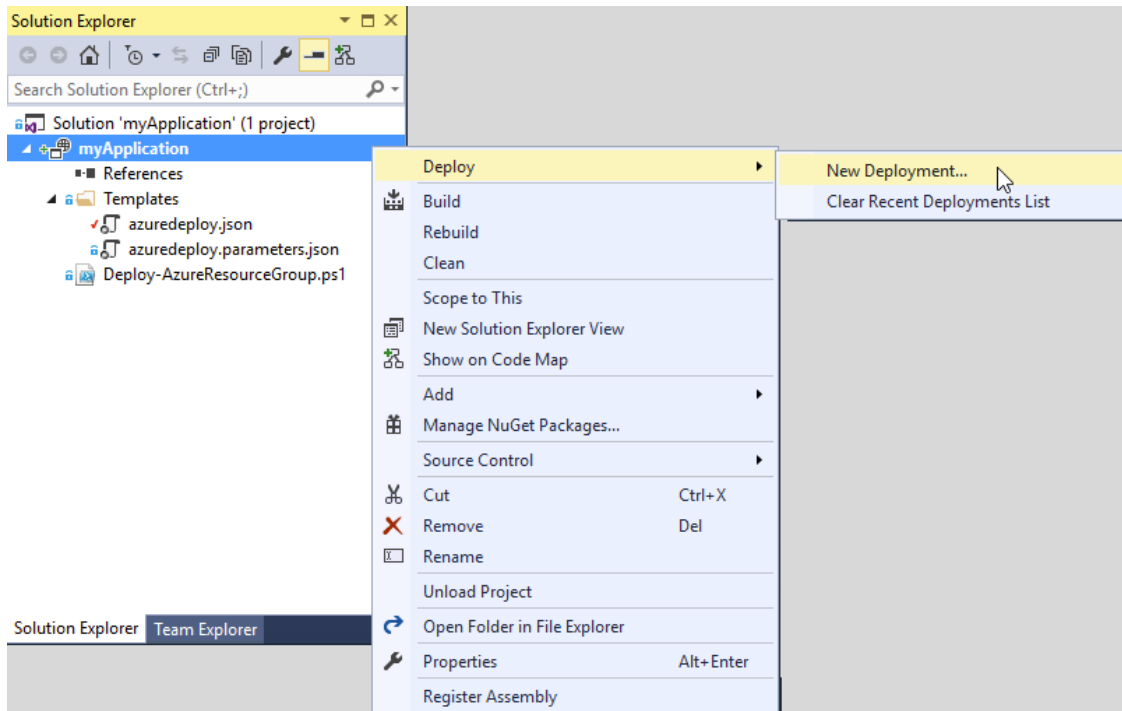 Solution Explorer
Search Solution Explorer (Ctrl+;)
Solution 'myApplication' (1 project)
myApplication
References
Templates
azuredeploy.json
azuredeploy.parameters.json
Deploy-AzureResourceGroup.ps1
Solution Explorer Team Explorer
Deploy
Build
Rebuild
Clean
Scope to This
New Solution Explorer View
Show on Code Map
Add
Manage NuGet Packages...
Source Control
Cut Ctrl+X
Remove Del
Rename
Unload Project
Open Folder in File Explorer
Properties Alt+Enter
Register Assembly
New Deployment...
Clear Recent Deployments List